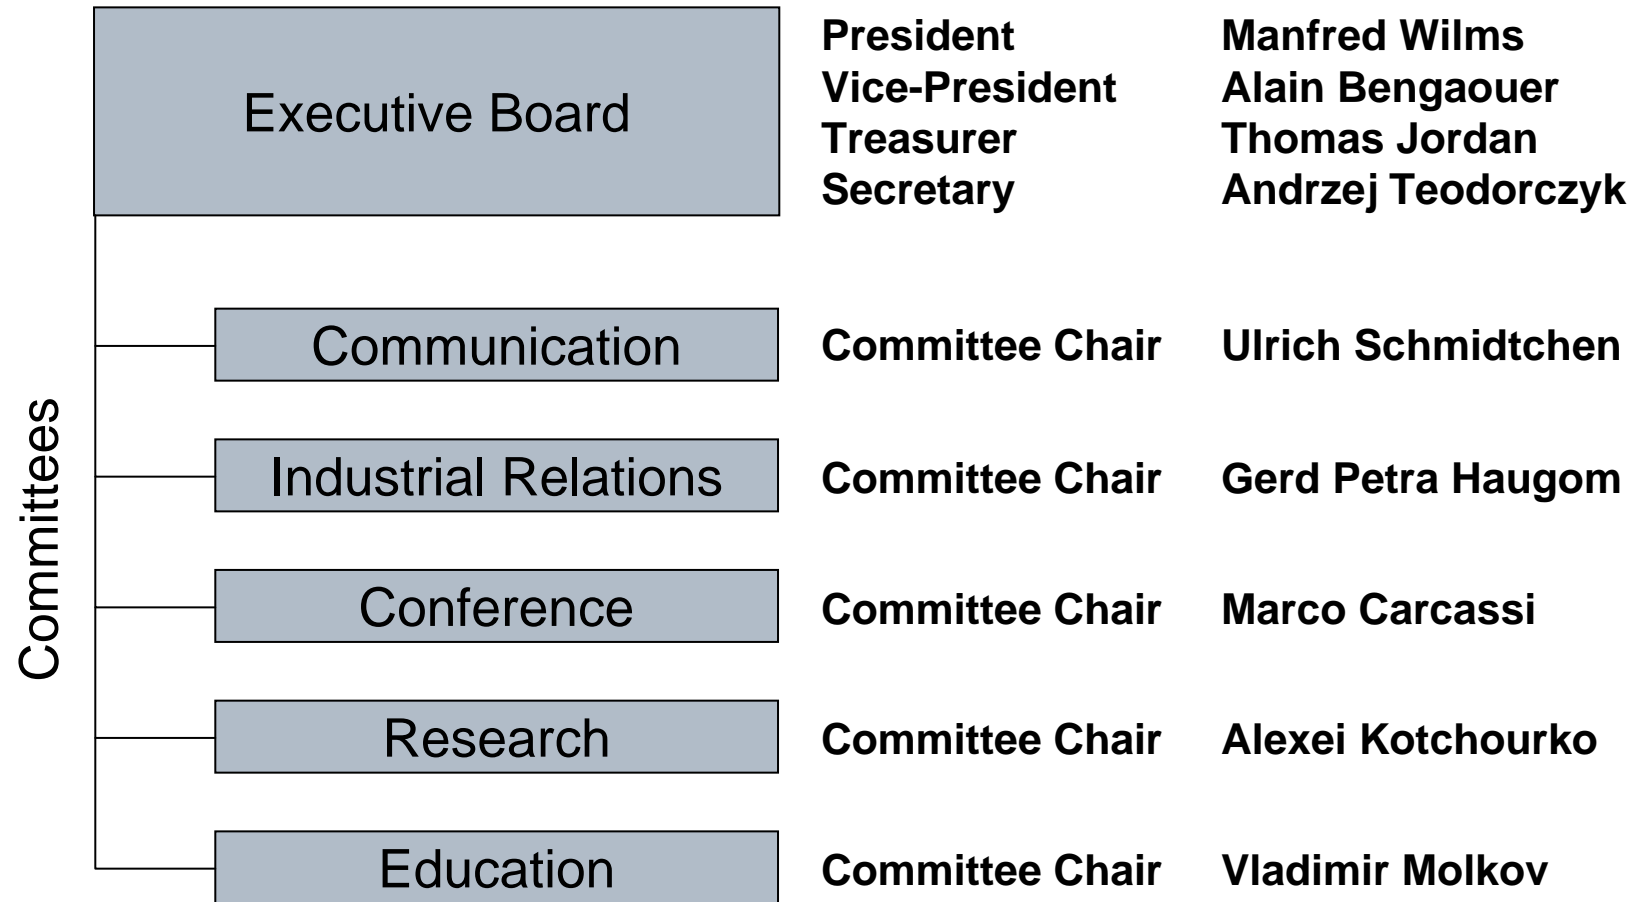 Executive Board
President Manfred Wilms
Vice-President Alain Bengaouer
Treasurer Thomas Jordan
Secretary Andrzej Teodorczyk
Committees
Communication Committee Chair Ulrich Schmidtchen
Industrial Relations Committee Chair Gerd Petra Haugom
Conference Committee Chair Marco Carcassi
Research Committee Chair Alexei Kotchourko
Education Committee Chair Vladimir Molkov